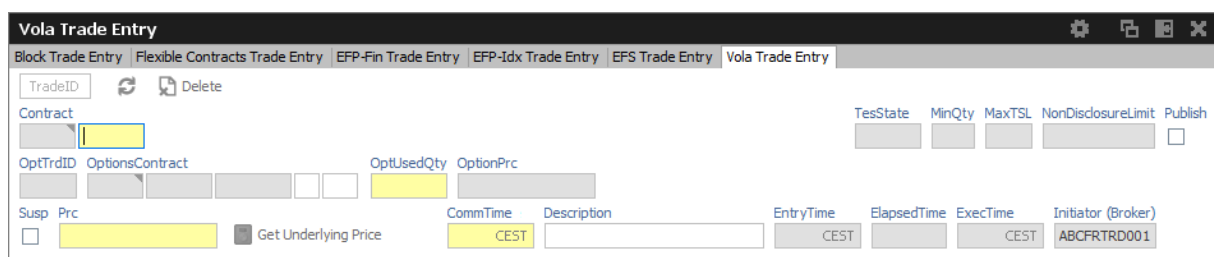 Vola Trade Entry
Block Trade Entry Flexible Contracts Trade Entry EFP-Fin Trade Entry EFP-Idx Trade Entry EFS Trade Entry Vola Trade Entry
TradeID Delete
Contract TesState MinQty MaxTSL NonDisclosureLimit Publish
OptTrdID OptionsContract OptUsedQty OptionPrc
Susp Prc CommTime Description EntryTime ElapsedTime ExecTime Initiator (Broker)
Get Underlying Price CEST CEST CEST ABCFRTRD001